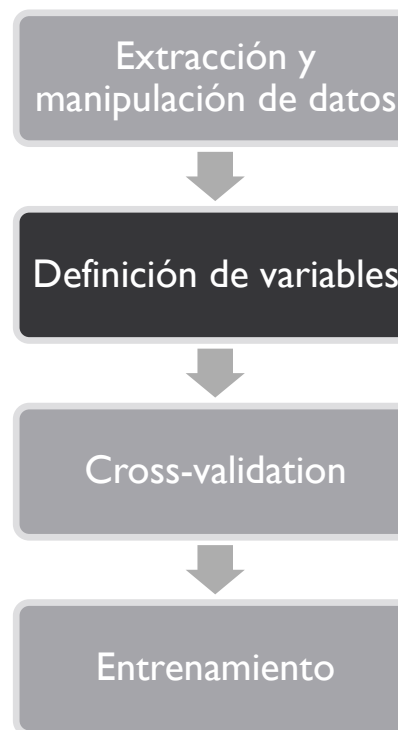 Extracción y
manipulación de datos
Definición de variables
Cross-validation
Entrenamiento